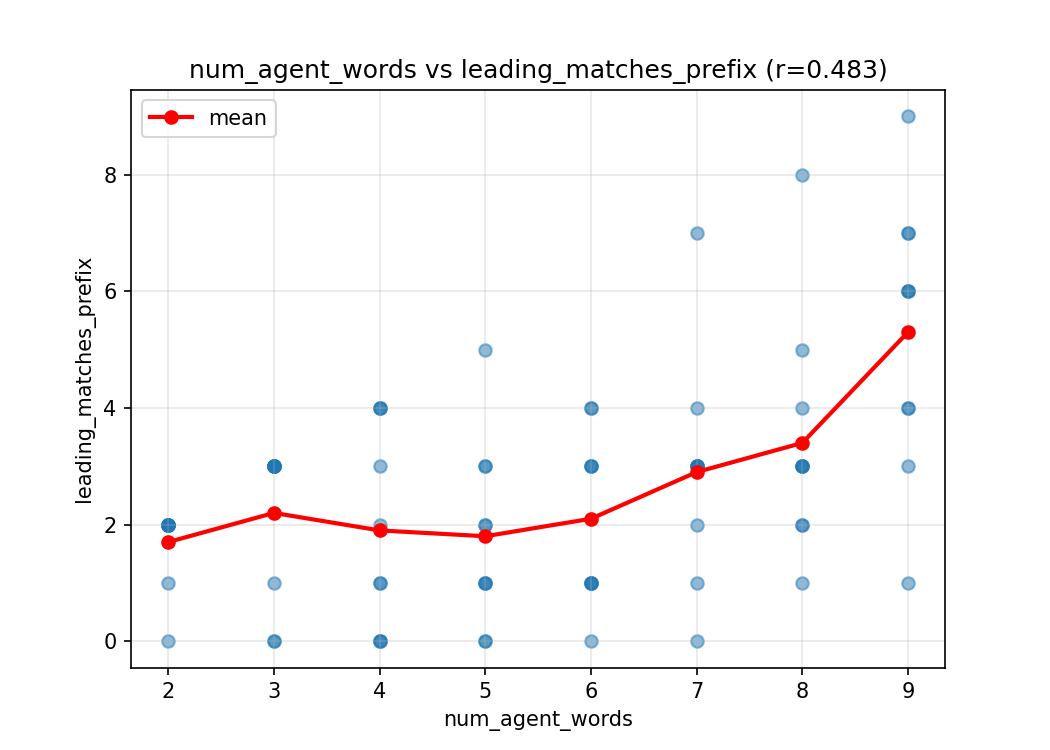 num_agent_words vs leading_matches_prefix (r=0.483)
mean
leading_matches_prefix
8
6
4
2
0
2 3 4 5 6 7 8 9
num_agent_words